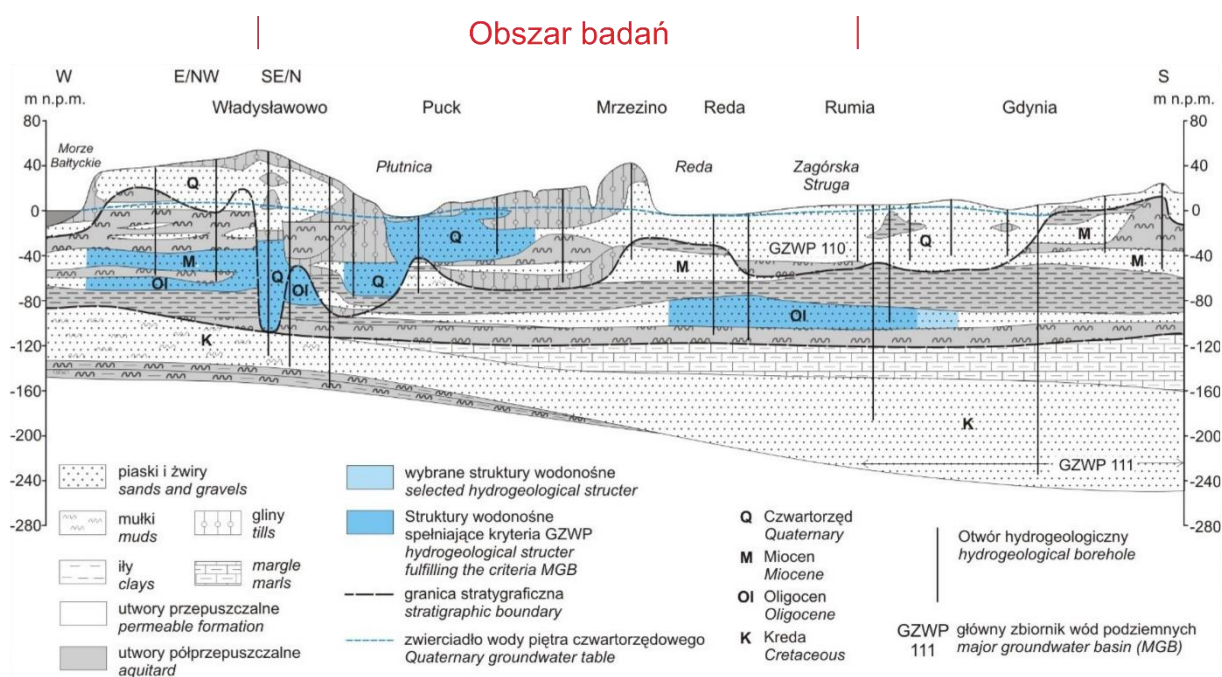 Obszar badań
W E/NW SE/N S
m n.p.m. Władysławowo Puck Mrzezino Reda Rumia Gdynia m n.p.m.
80 80
Morze
Bałtyckie
Płutnica Reda Zagórska
Struga
40 40
Q
0 0
Q Q M
GZWP 110
-40 -40
M Q Q M M
Ol Ol
-80 -80
Ol
-120 -120
K
-160 -160
-200 -200
K
GZWP 111
-240 -240
-280 -280
piaski i żwiry
sands and gravels
mułki
muds
gliny
tills
iły
clays
margle
marls
utwory przepuszczalne
permeable formation
utwory półprzepuszczalne
aquitard
wybrane struktury wodonośne
selected hydrogeological structer
Struktury wodonośne
spełniające kryteria GZWP
hydrogeological structer
fulfilling the criteria MGB
granica stratygraficzna
stratigraphic boundary
zwierciadło wody piętra czwartorzędowego
Quaternary groundwater table
Q Czwartorzęd
Quaternary
M Miocen
Miocene
Ol Oligocen
Oligocene
K Kreda
Cretaceous
Otwór hydrogeologiczny
hydrogeological borehole
GZWP główny zbiornik wód podziemnych
111 major groundwater basin (MGB)